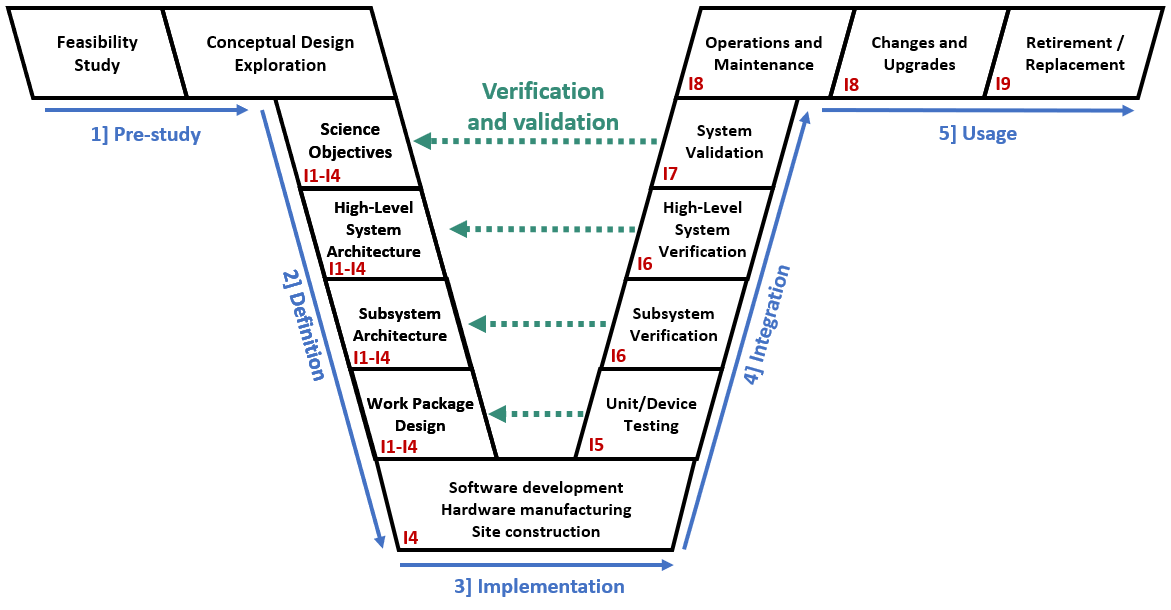 Feasibility
Study
Conceptual Design
Exploration
Operations and
Maintenance
I8
Changes and
Upgrades
I8
Retirement /
Replacement
I9
1] Pre-study
Verification
and validation
5] Usage
Science
Objectives
I1-I4
System
Validation
I7
High-Level
System
Architecture
I1-I4
High-Level
System
Verification
I6
2] Definition
Subsystem
Architecture
I1-I4
Subsystem
Verification
I6
4] Integration
Work Package
Design
I1-I4
Unit/Device
Testing
I5
Software development
Hardware manufacturing
Site construction
I4
3] Implementation